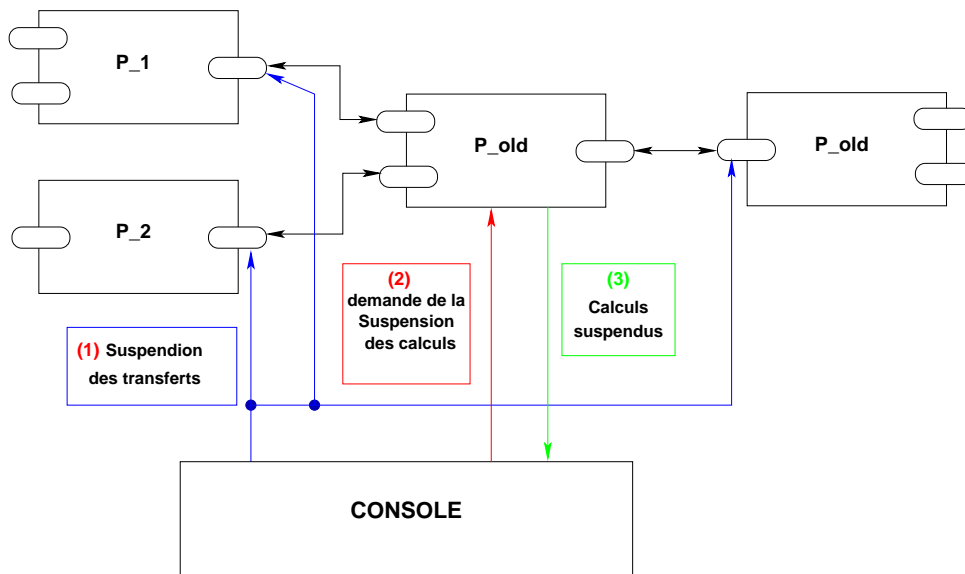 P_1
P_old
P_old
P_2
(2)
demande de la
Suspension
des calculs
(3)
Calculs
suspendus
(1) Suspendion
des transferts
CONSOLE